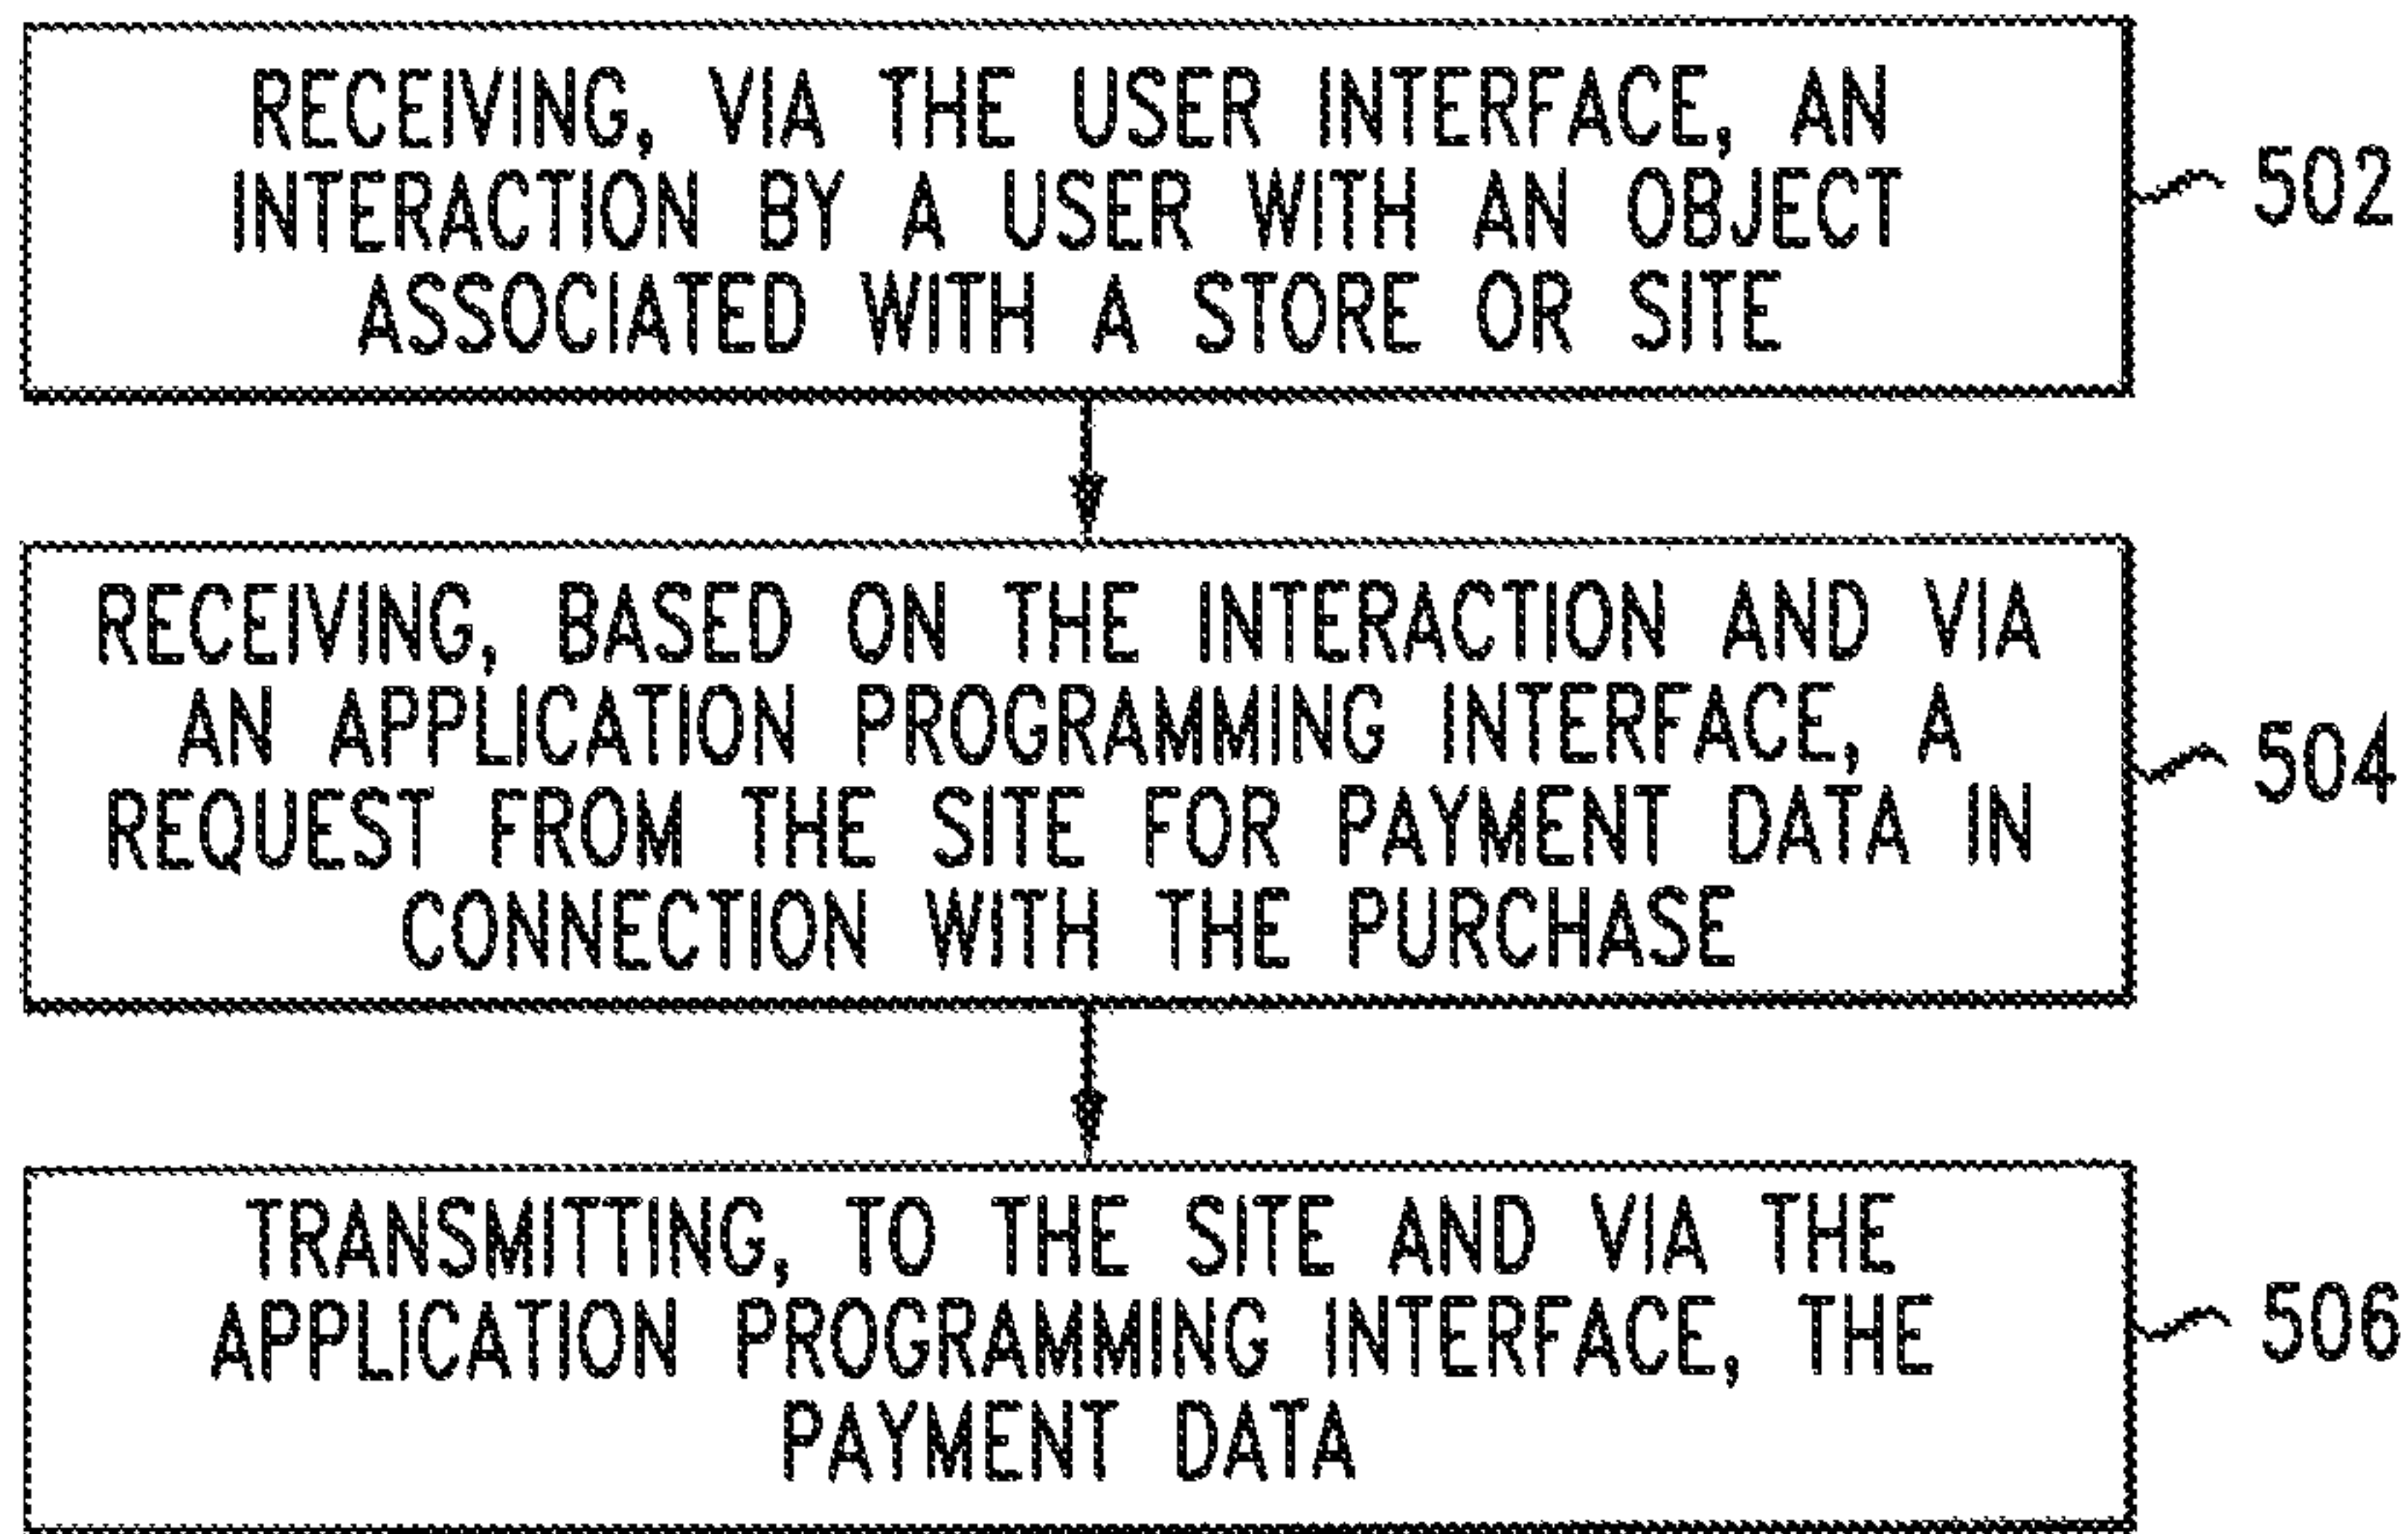 RECEIVING, VIA THE USER INTERFACE, AN
INTERACTION BY A USER WITH AN OBJECT
ASSOCIATED WITH A STORE OR SITE
502
RECEIVING, BASED ON THE INTERACTION AND VIA
AN APPLICATION PROGRAMMING INTERFACE, A
REQUEST FROM THE SITE FOR PAYMENT DATA IN
CONNECTION WITH THE PURCHASE
504
TRANSMITTING, TO THE SITE AND VIA THE
APPLICATION PROGRAMMING INTERFACE, THE
PAYMENT DATA
506